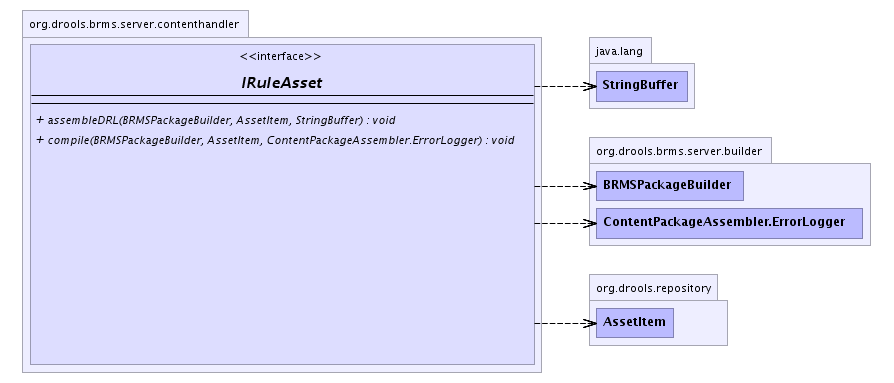 org.drools.brms.server.contenthandler
<<interface>>
IRuleAsset
+ assembleDRL(BRMSPackageBuilder, AssetItem, StringBuffer) : void
+ compile(BRMSPackageBuilder, AssetItem, ContentPackageAssembler.ErrorLogger) : void
java.lang
StringBuffer
org.drools.brms.server.builder
BRMSPackageBuilder
ContentPackageAssembler.ErrorLogger
org.drools.repository
AssetItem